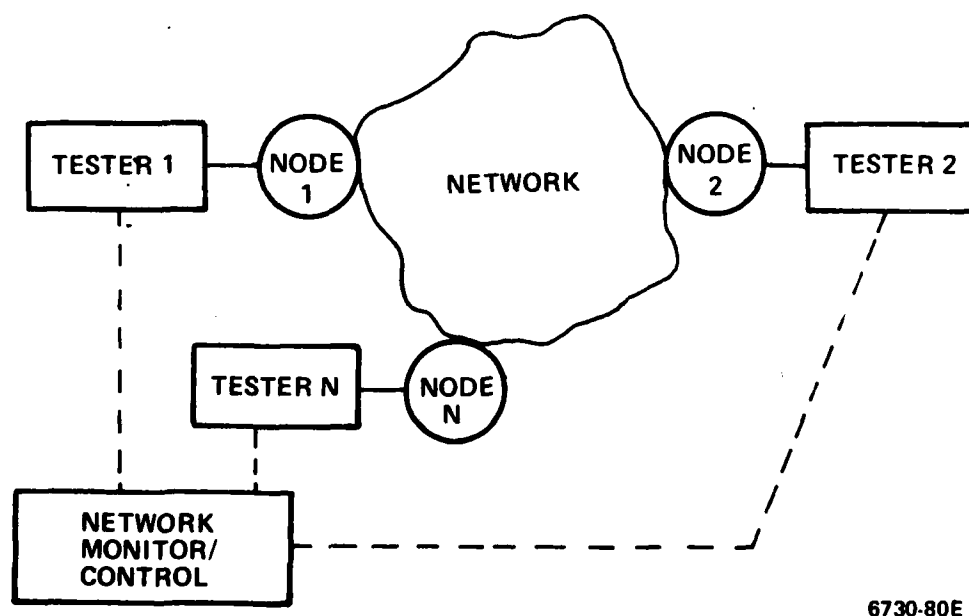 TESTER 1
NODE
1
NETWORK
NODE
2
TESTER 2
TESTER N
NODE
N
NETWORK
MONITOR/
CONTROL
6730-80E